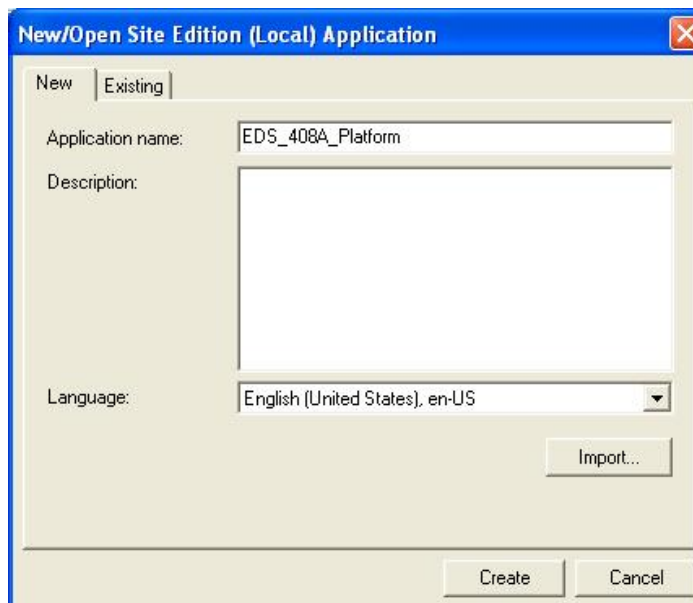 New/Open Site Edition (Local) Application
New Existing
Application name: EDS_408A_Platform
Description:
Language: English (United States), en-US
Import...
Create Cancel